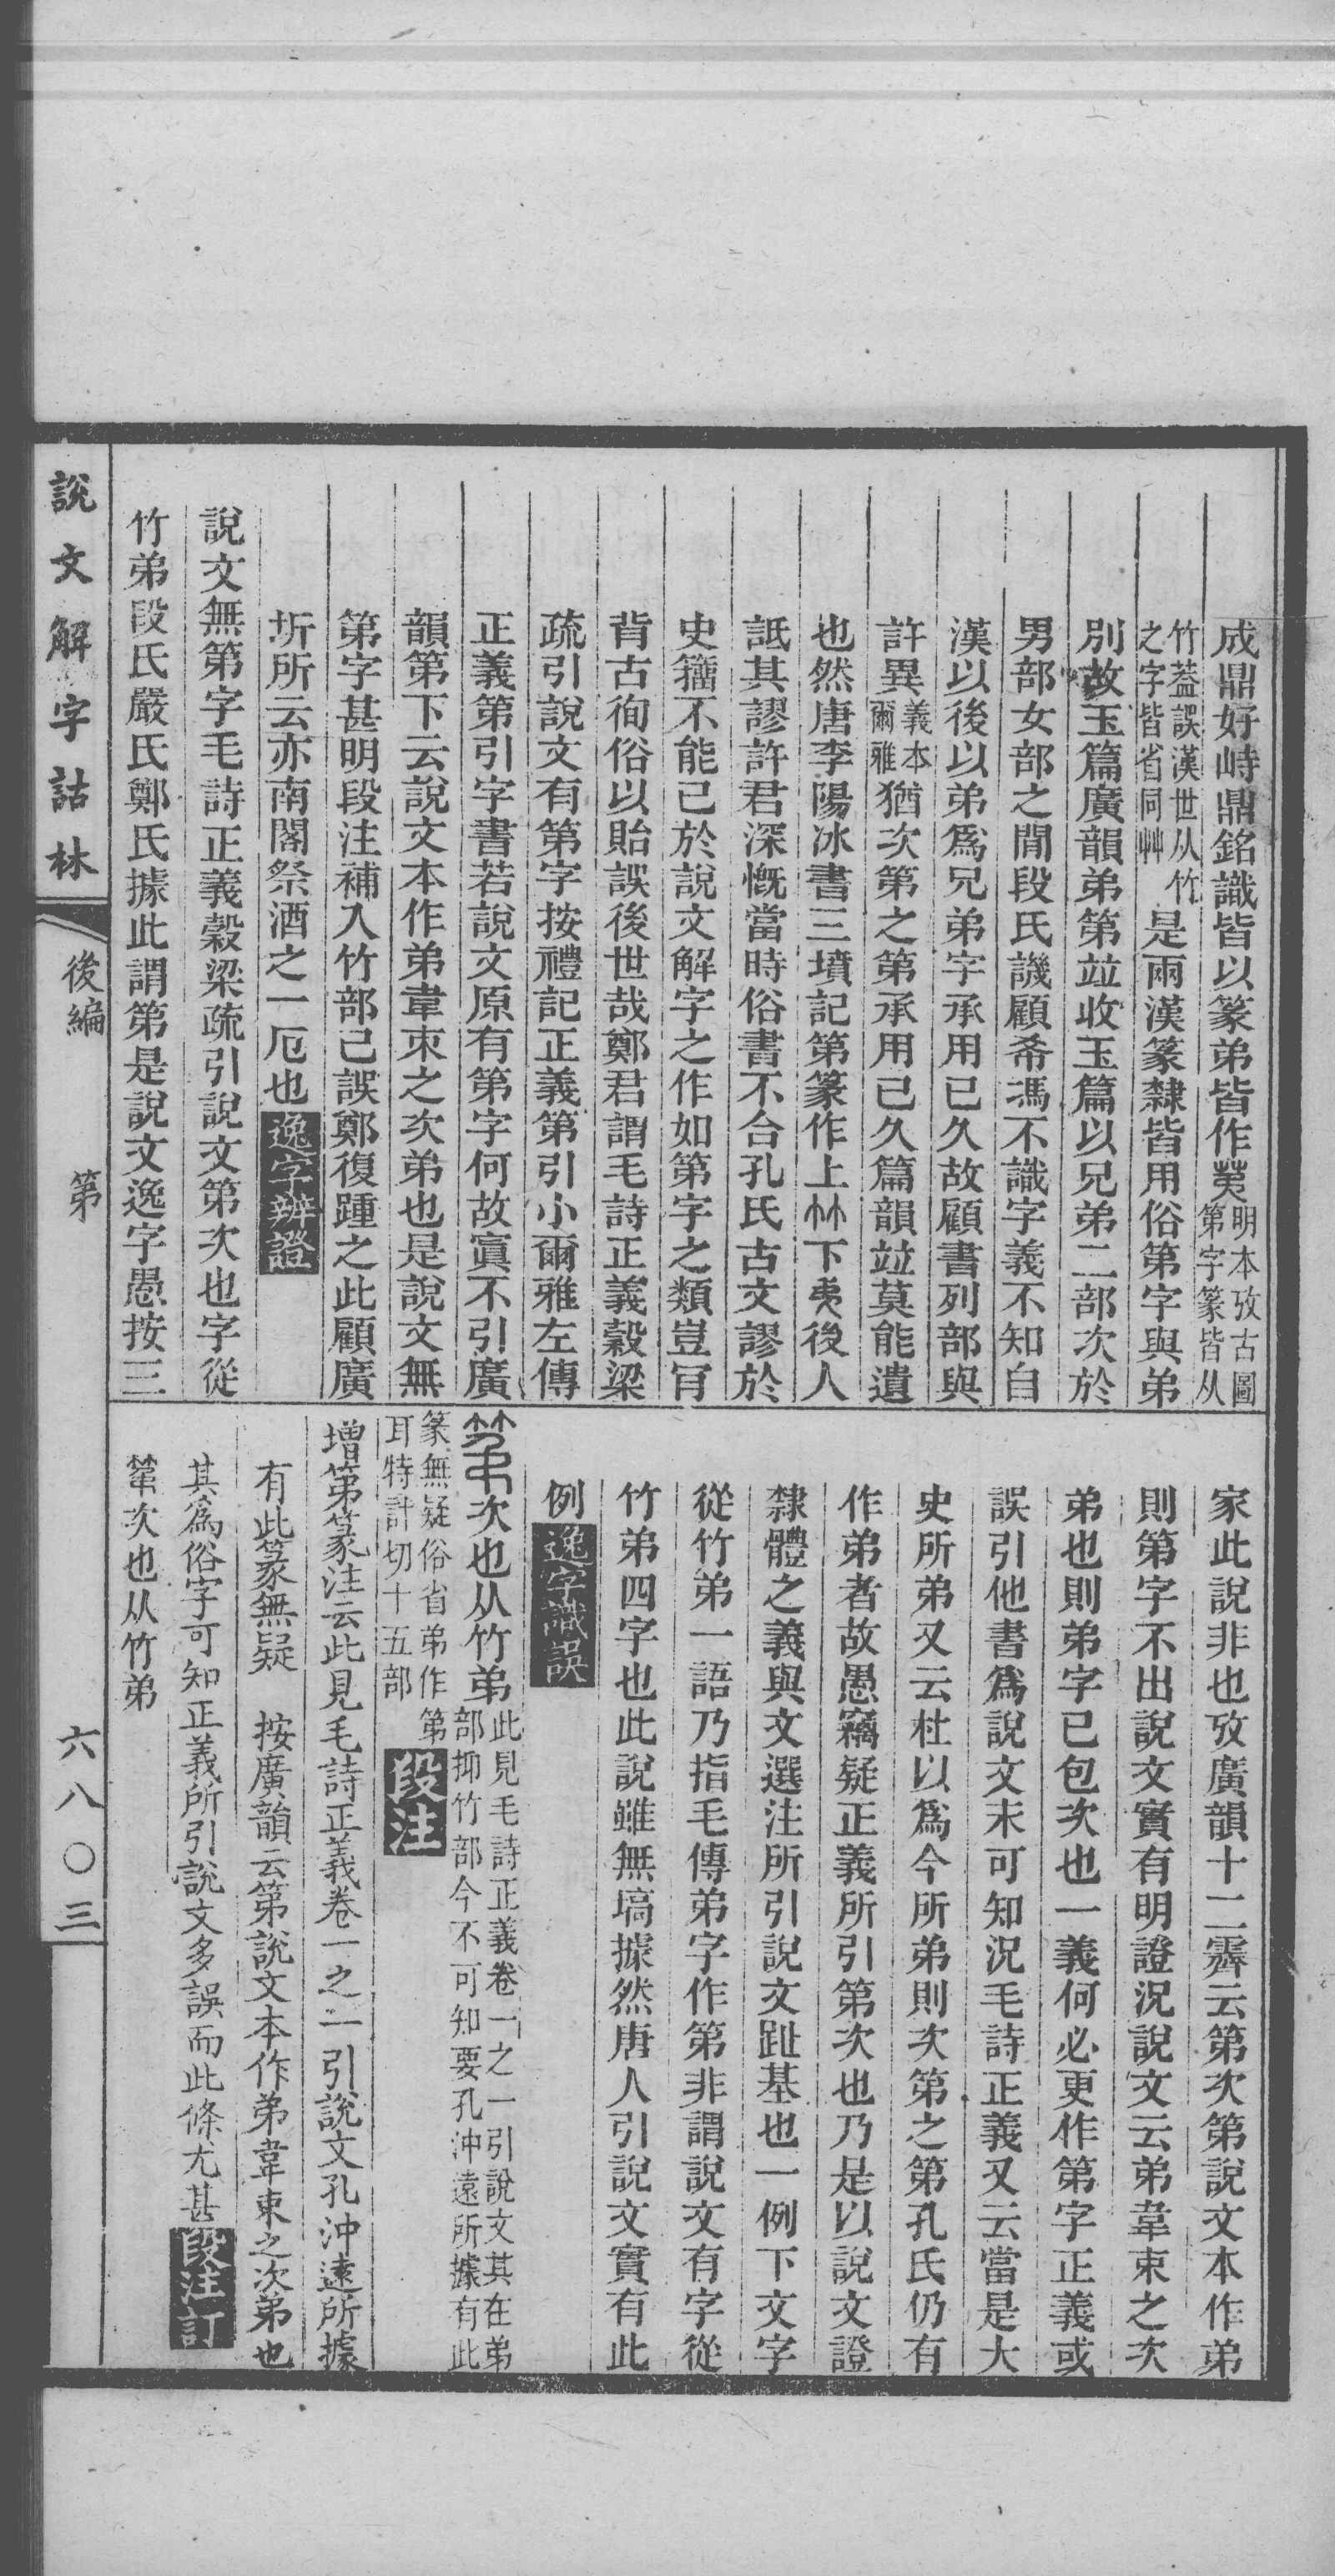 成鼎好畤鼎銘識皆以篆弟皆作𦯔明本攷古圖第字篆皆从
竹葢誤漢世从竹之字皆省同艸是兩漢篆隸皆用俗第字與弟
別故玉篇廣韻弟第竝收玉篇以兄弟二部次於
男部女部之閒段氏譏顧希馮不識字義不知自
漢以後以弟爲兄弟字承用已久故顧書列部與
許異義本爾雅猶次第之第承用已久篇韻竝莫能遺
也然唐李陽冰書三墳記第篆作上𥫗下𢎨後人
詆其謬許君深慨當時俗書不合孔氏古文謬於
史籒不能已於說文解字之作如第字之類豈肎
背古徇俗以貽誤後世哉鄭君謂毛詩正義穀梁
疏引說文有第字按禮記正義第引小爾雅左傳
正義第引字書若說文原有第字何故寘不引廣
韻第下云說文本作弟韋束之次弟也是說文無
第字甚明段注補入竹部已誤鄭復踵之此顧廣
圻所云亦南閣祭酒之一厄也逸字辨證
說文無第字毛詩正義穀梁疏引說文第次也字從
竹弟段氏嚴氏鄭氏據此謂第是說文逸字愚按三
家此說非也攷廣韻十二霽云第次第說文本作弟
則第字不出說文實有明證況說文云弟韋束之次
弟也則弟字已包次也一義何必更作第字正義或
誤引他書爲說文未可知況毛詩正義又云當是大
史所弟又云杜以爲今所弟則次第之第孔氏仍有
作弟者故愚竊疑正義所引第次也乃是以說文證
隸體之義與文選注所引說文趾基也一例下文字
從竹弟一語乃指毛傳弟字作第非謂說文有字從
竹弟四字也此說雖無塙據然唐人引說文實有此
例逸字識誤
𥬮次也从竹弟此見毛詩正義卷一之一引說文其在弟部抑竹部今不可知要孔沖遠所據有此
篆無疑俗省弟作第耳特計切十五部段注
增第篆注云此見毛詩正義卷一之二引說文孔沖遠所據
有此篆無疑　按廣韻云第說文本作弟韋束之次弟也
其爲俗字可知正義所引說文多誤而此條尤甚段注訂
𥬮次也从竹弟
說文解字詁林
後編
第
六八〇三